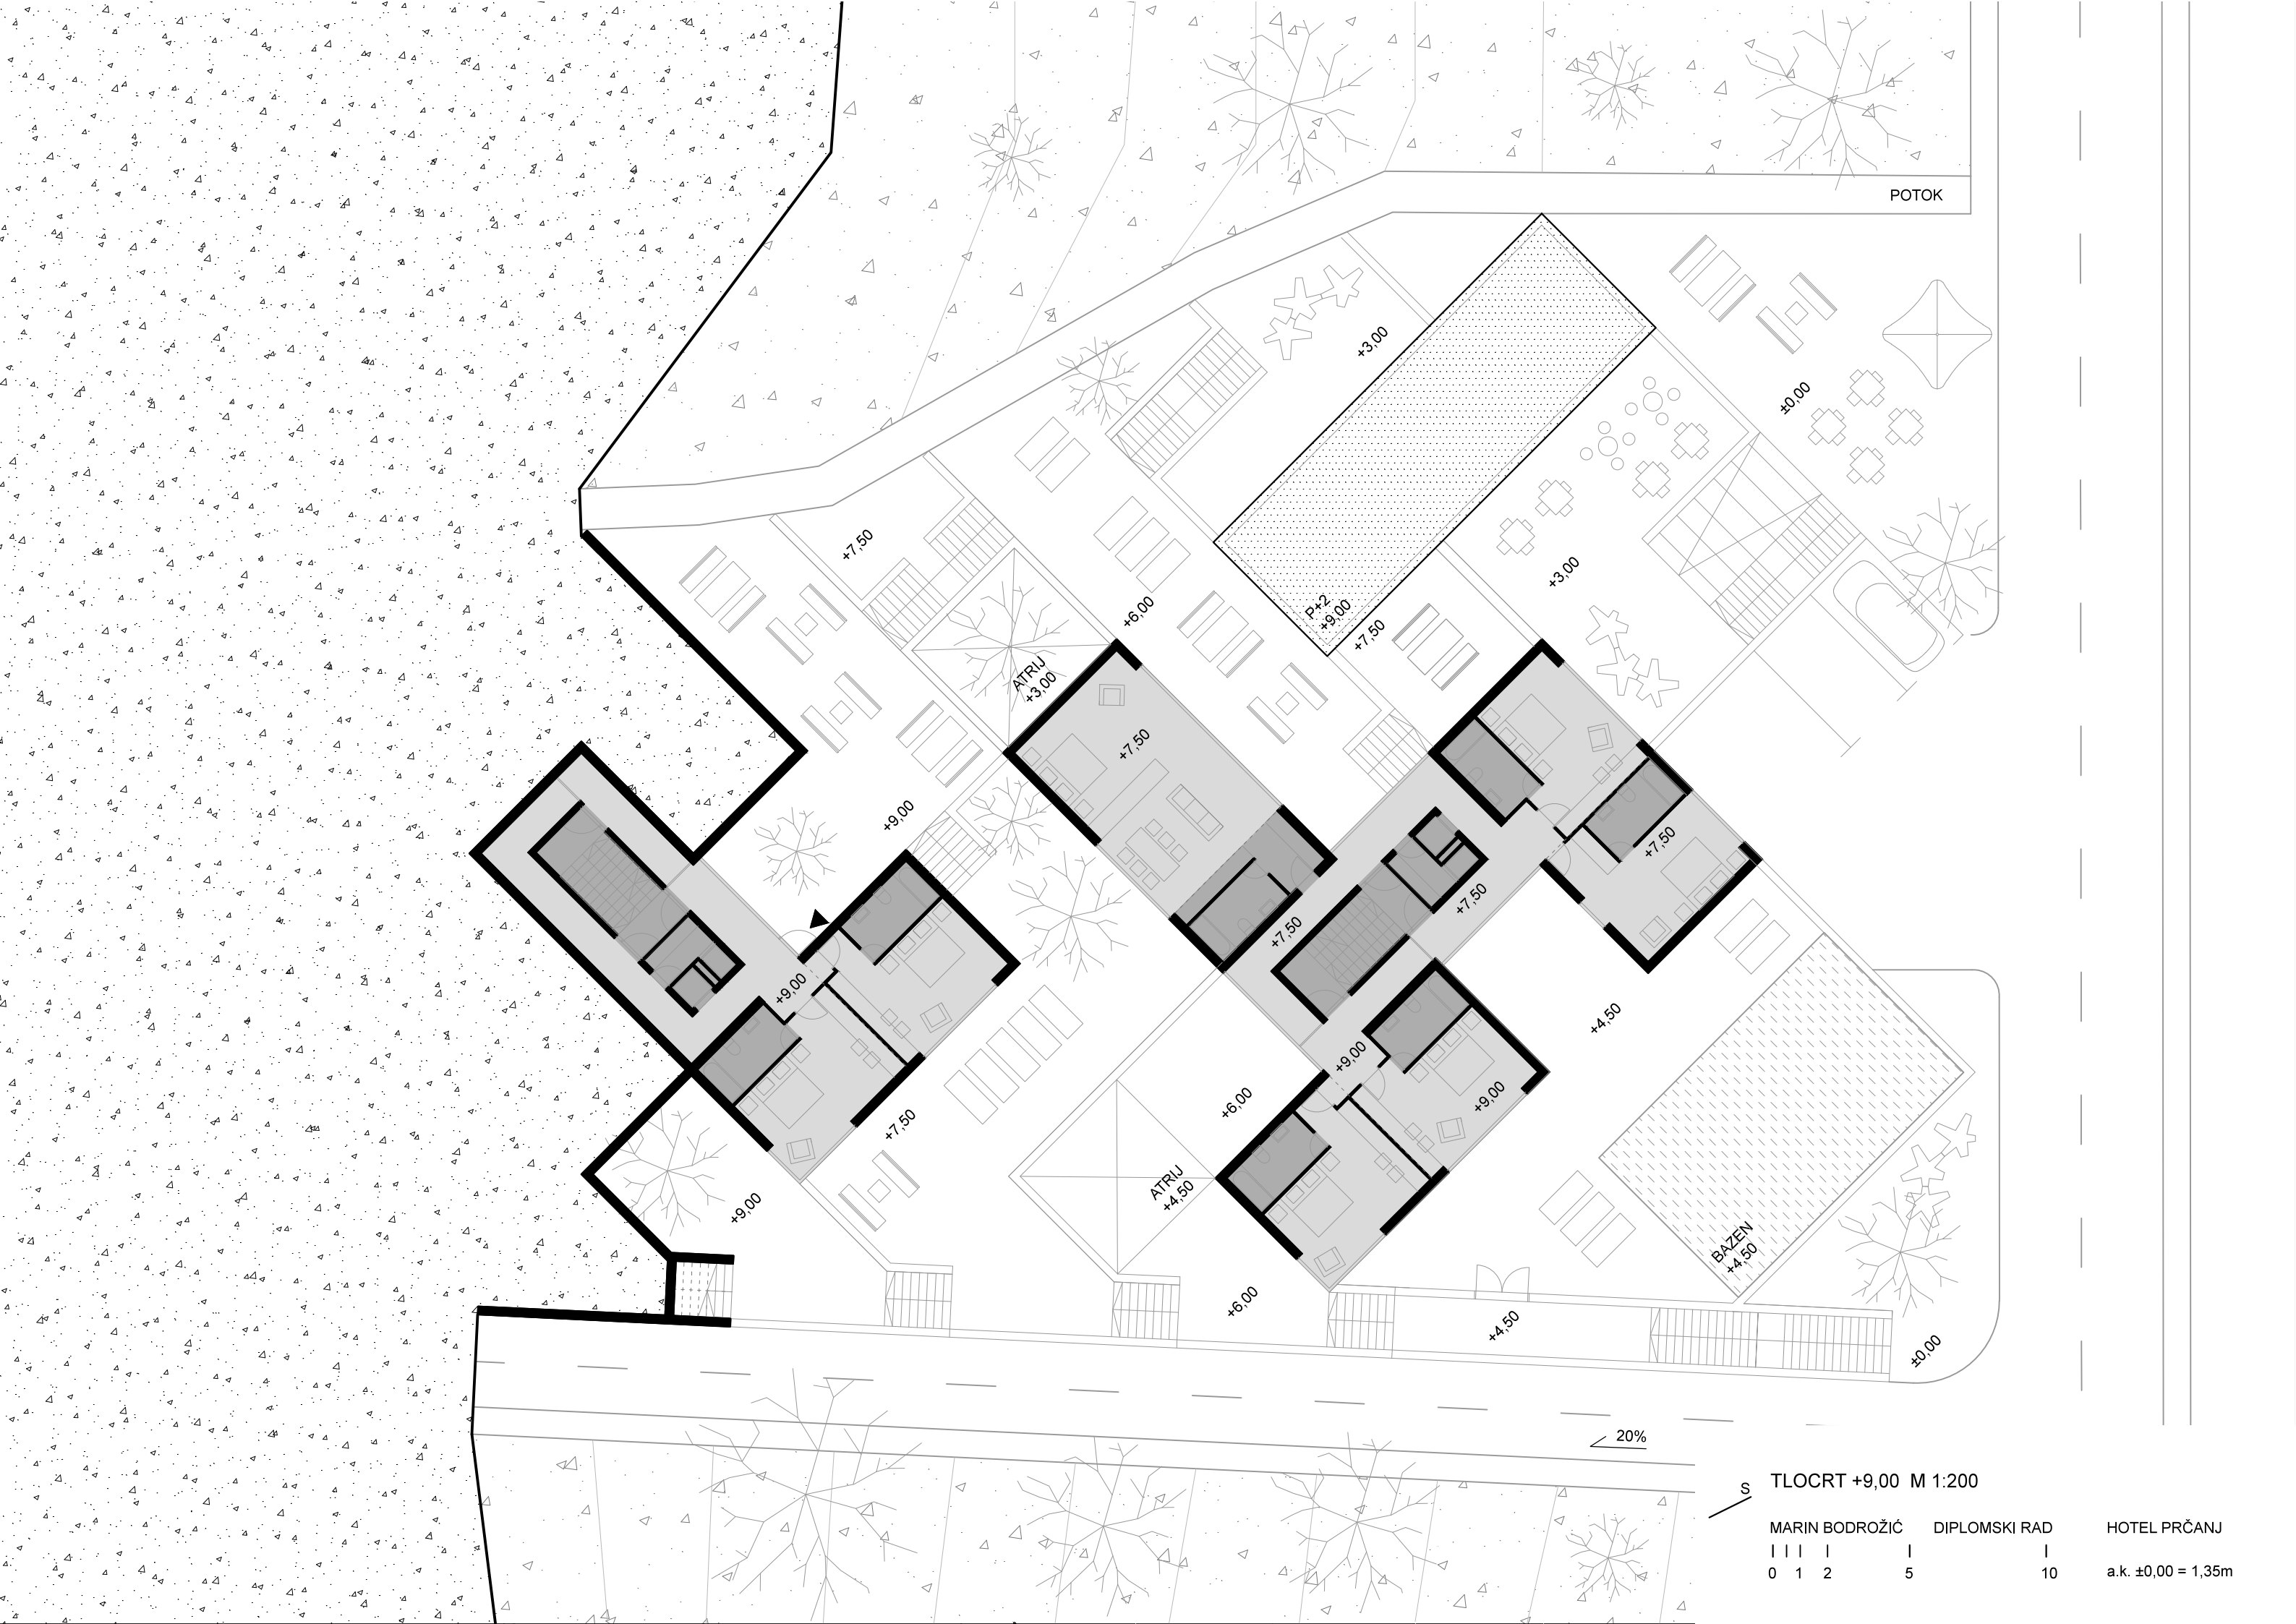 POTOK
+3,00
±0,00
+7,50
+3,00
+6,00
P+2
+9,00
+7,50
ATRIJ
+3,00
+7,50
+9,00
+7,50
+7,50
+7,50
+9,00
+4,50
+9,00
+6,00
+9,00
+7,50
ATRIJ
+4,50
+9,00
BAZEN
+4,50
+6,00
+4,50
±0,00
20%
S
TLOCRT +9,00 M 1:200
MARIN BODROŽIĆ DIPLOMSKI RAD HOTEL PRČANJ
0 1 2 5 10
a.k. ±0,00 = 1,35m